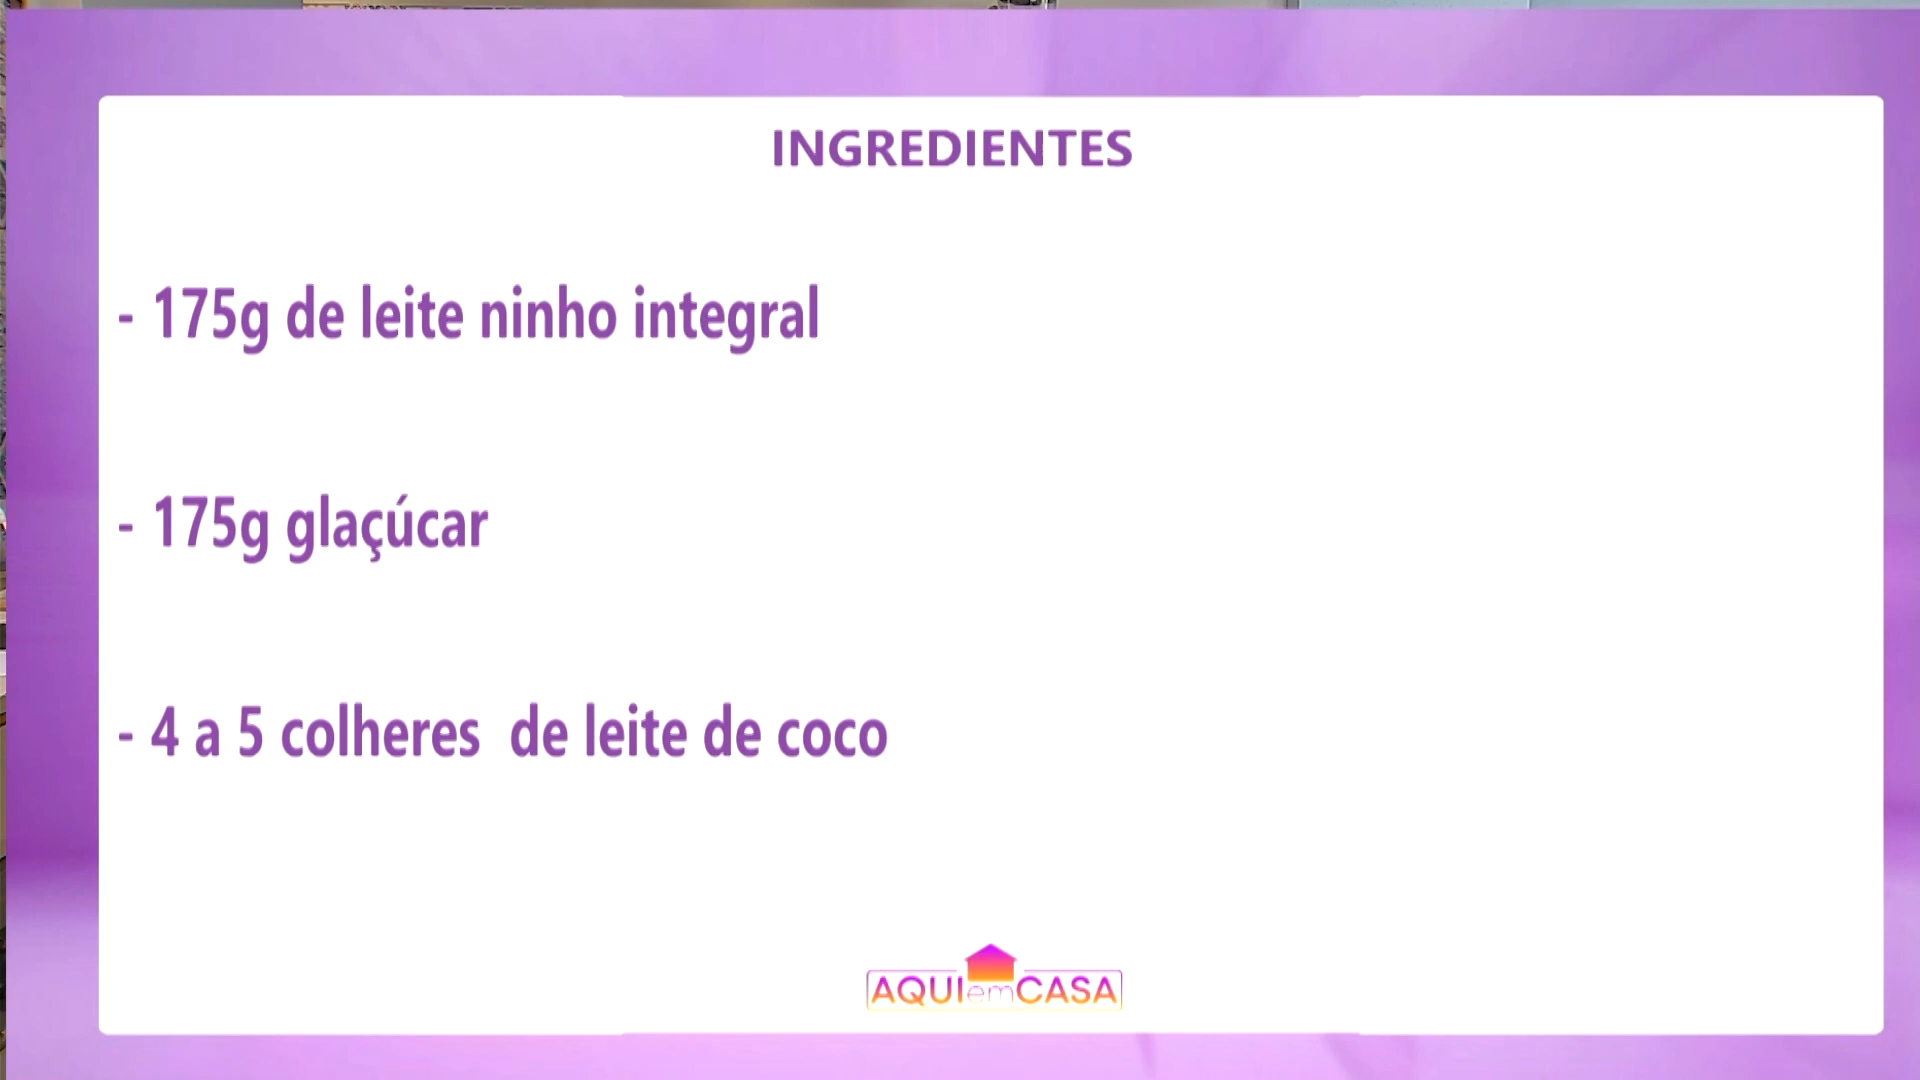 INGREDIENTES
- 175g de leite ninho integral
- 175g glaçúcar
- 4 a 5 colheres  de leite de coco
AQUIemCASA